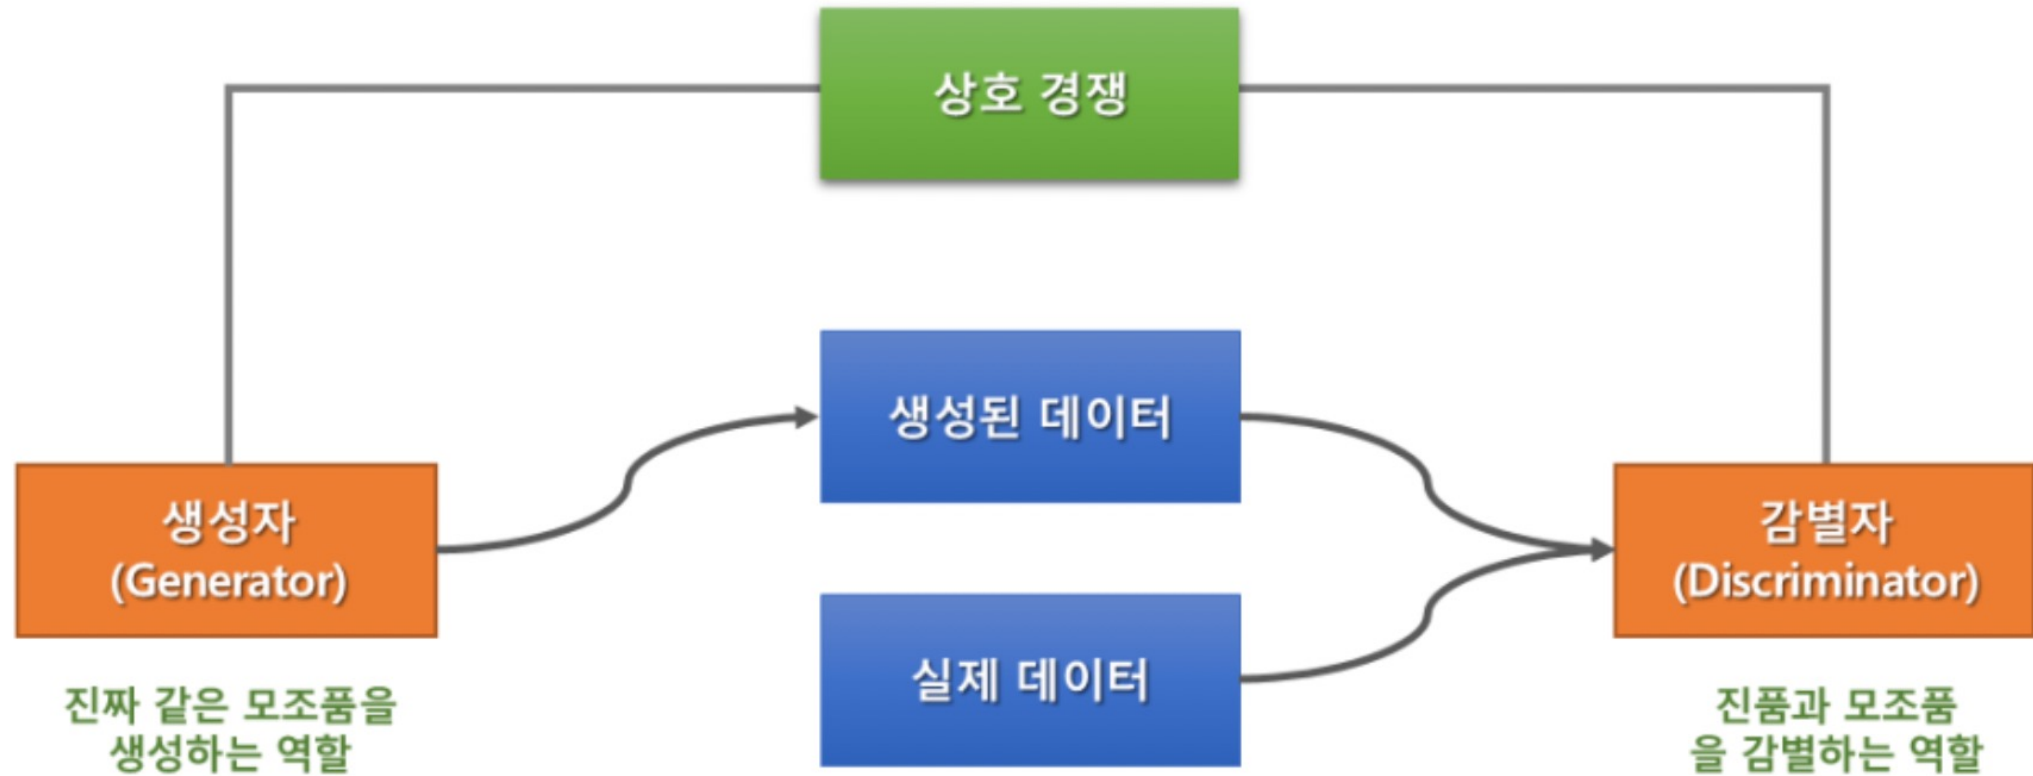 상호 경쟁
생성된 데이터
생성자
(Generator)
감별자
(Discriminator)
실제 데이터
진짜 같은 모조품을
생성하는 역할
진품과 모조품
을 감별하는 역할